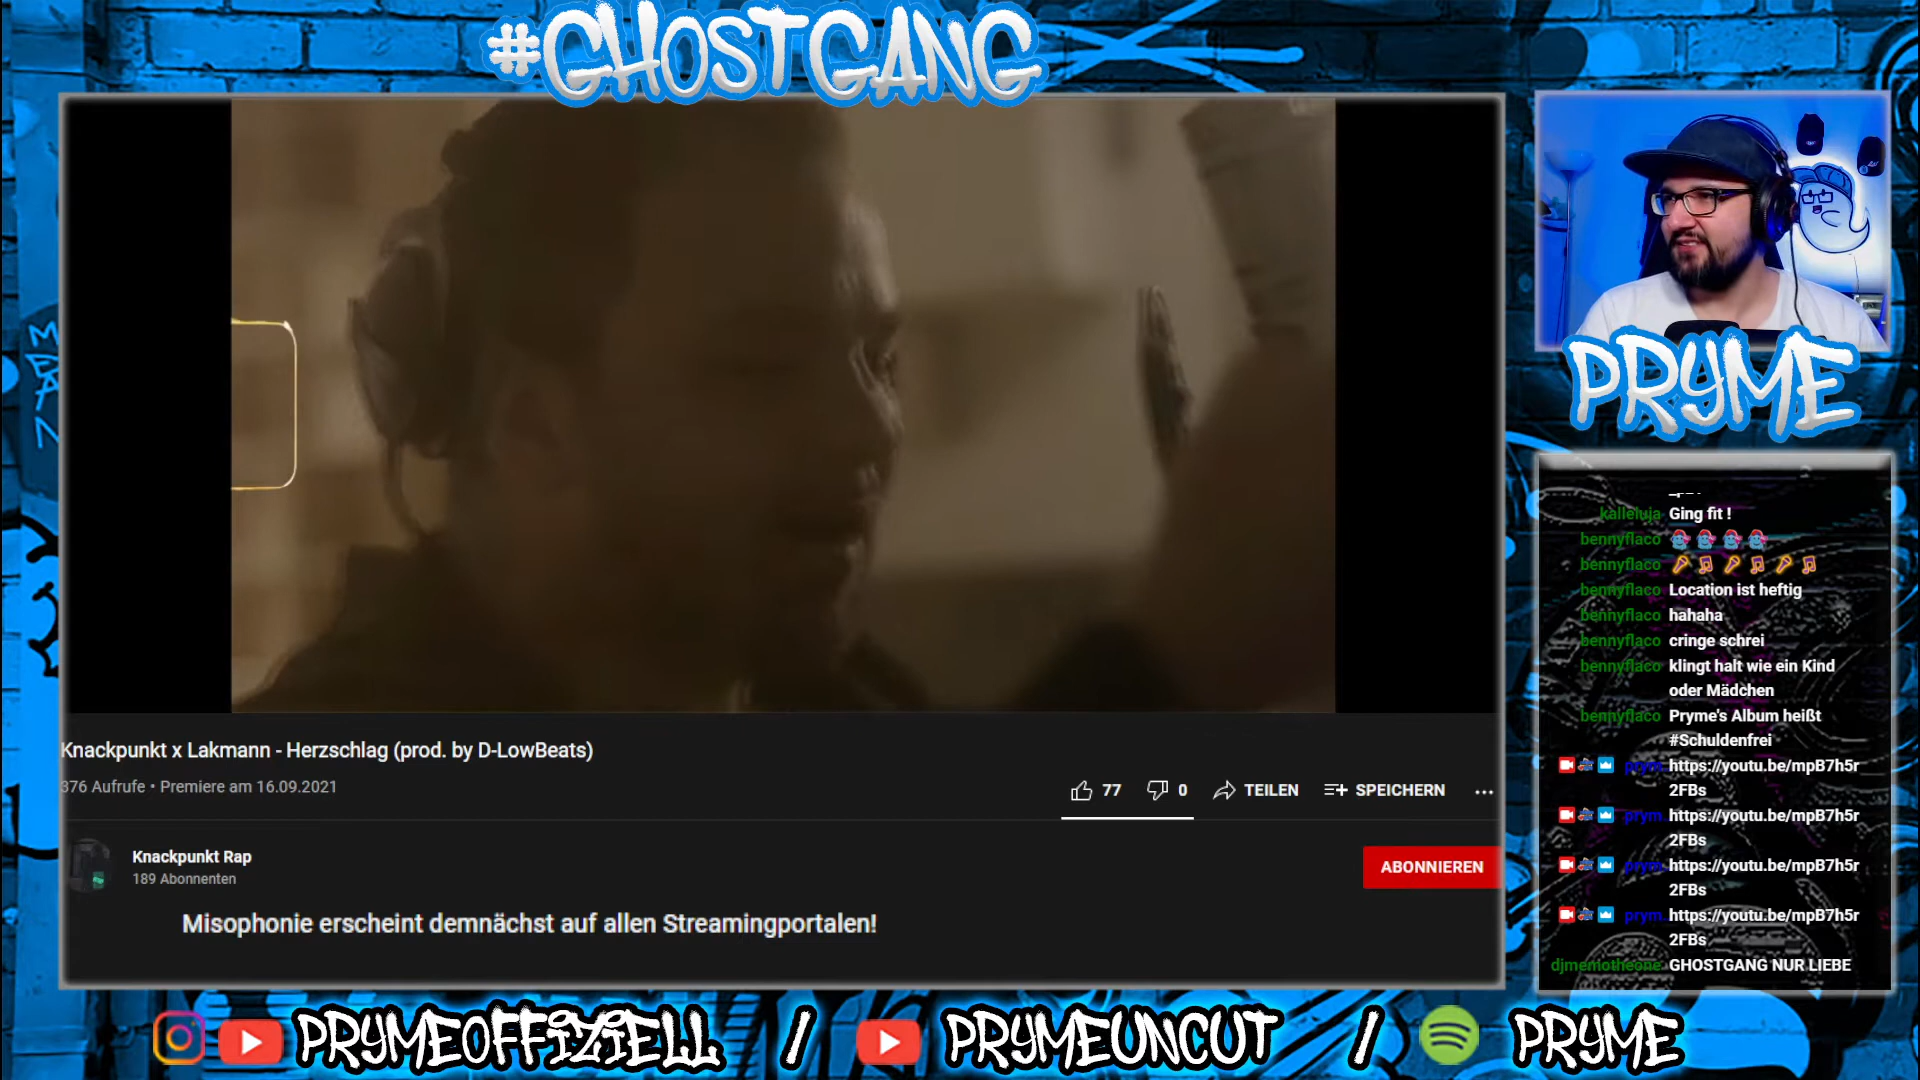 #GHOSTGANG
Knackpunkt x Lakmann - Herzschlag (prod. by D-LowBeats)
376 Aufrufe • Premiere am 16.09.2021
77
0
TEILEN
SPEICHERN
Knackpunkt Rap
189 Abonnenten
ABONNIEREN
Misophonie erscheint demnächst auf allen Streamingportalen!
PRYME
kalleluja Ging fit !
bennyflaco
bennyflaco
bennyflaco Location ist heftig
bennyflaco hahaha
bennyflaco cringe schrei
bennyflaco klingt halt wie ein Kind
oder Mädchen
bennyflaco Pryme's Album heißt
#Schuldenfrei
prym. https://youtu.be/mpB7h5r
2FBs
prym. https://youtu.be/mpB7h5r
2FBs
prym. https://youtu.be/mpB7h5r
2FBs
prym. https://youtu.be/mpB7h5r
2FBs
djmemotheone GHOSTGANG NUR LIEBE
PRYMEOFFIZIELL / PRYMEUNCUT / PRYME